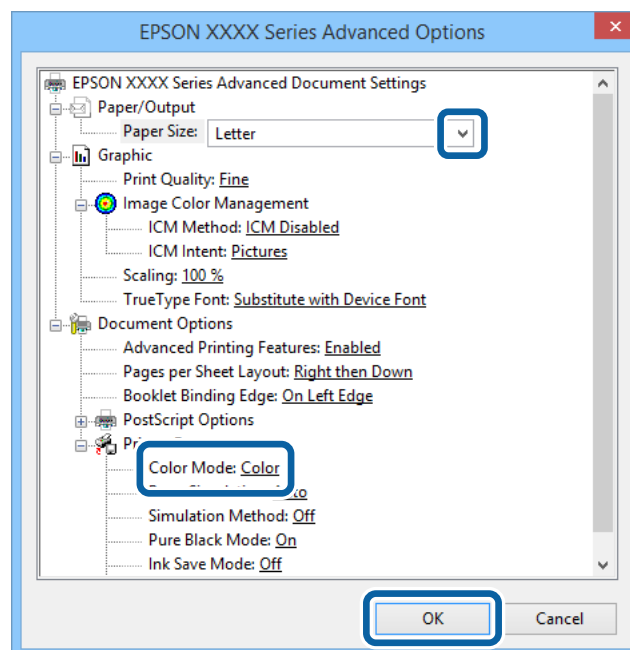 EPSON XXXX Series Advanced Options
EPSON XXXX Series Advanced Document Settings
Paper/Output
Paper Size: Letter
Graphic
Print Quality: Fine
Image Color Management
ICM Method: ICM Disabled
ICM Intent: Pictures
Scaling: 100 %
TrueType Font: Substitute with Device Font
Document Options
Advanced Printing Features: Enabled
Pages per Sheet Layout: Right then Down
Booklet Binding Edge: On Left Edge
PostScript Options
Color Mode: Color
Simulation Method: Off
Pure Black Mode: On
Ink Save Mode: Off
OK Cancel